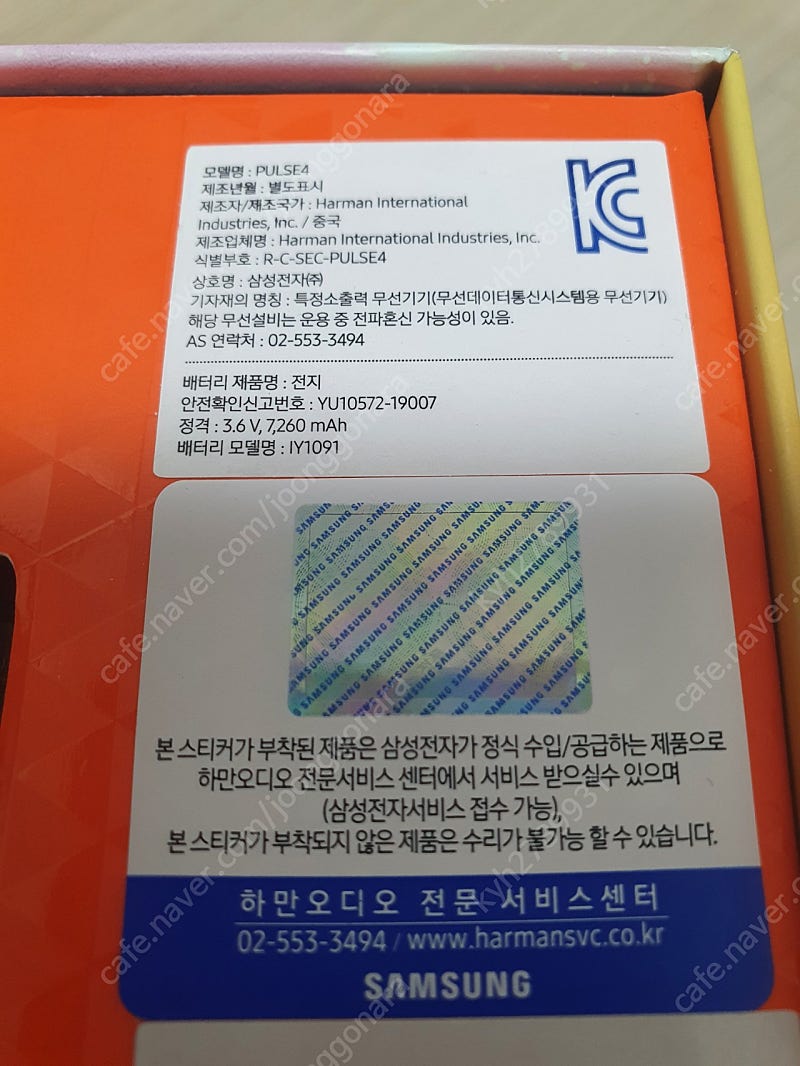 모델명 : PULSE4
제조년월 : 별도표시
제조자/제조국가 : Harman International
Industries, Inc. / 중국
제조업체명 : Harman International Industries, Inc.
식별부호 : R-C-SEC-PULSE4
상호명 : 삼성전자㈜
기자재의 명칭 : 특정소출력 무선기기(무선데이터통신시스템용 무선기기)
해당 무선설비는 운용 중 전파혼신 가능성이 있음.
AS 연락처 : 02-553-3494
배터리 제품명 : 전지
안전확인신고번호 : YU10572-19007
정격 : 3.6 V, 7,260 mAh
배터리 모델명 : IY1091
SAMSUNG SAMSUNG SAMSUNG
본 스티커가 부착된 제품은 삼성전자가 정식 수입/공급하는 제품으로
하만오디오 전문서비스 센터에서 서비스 받으실수 있으며
(삼성전자서비스 접수 가능),
본 스티커가 부착되지 않은 제품은 수리가 불가능 할 수 있습니다.
하만오디오 전문 서비스센터
02-553-3494 / www.harmansvc.co.kr
SAMSUNG
cafe.naver.com/joonggonara